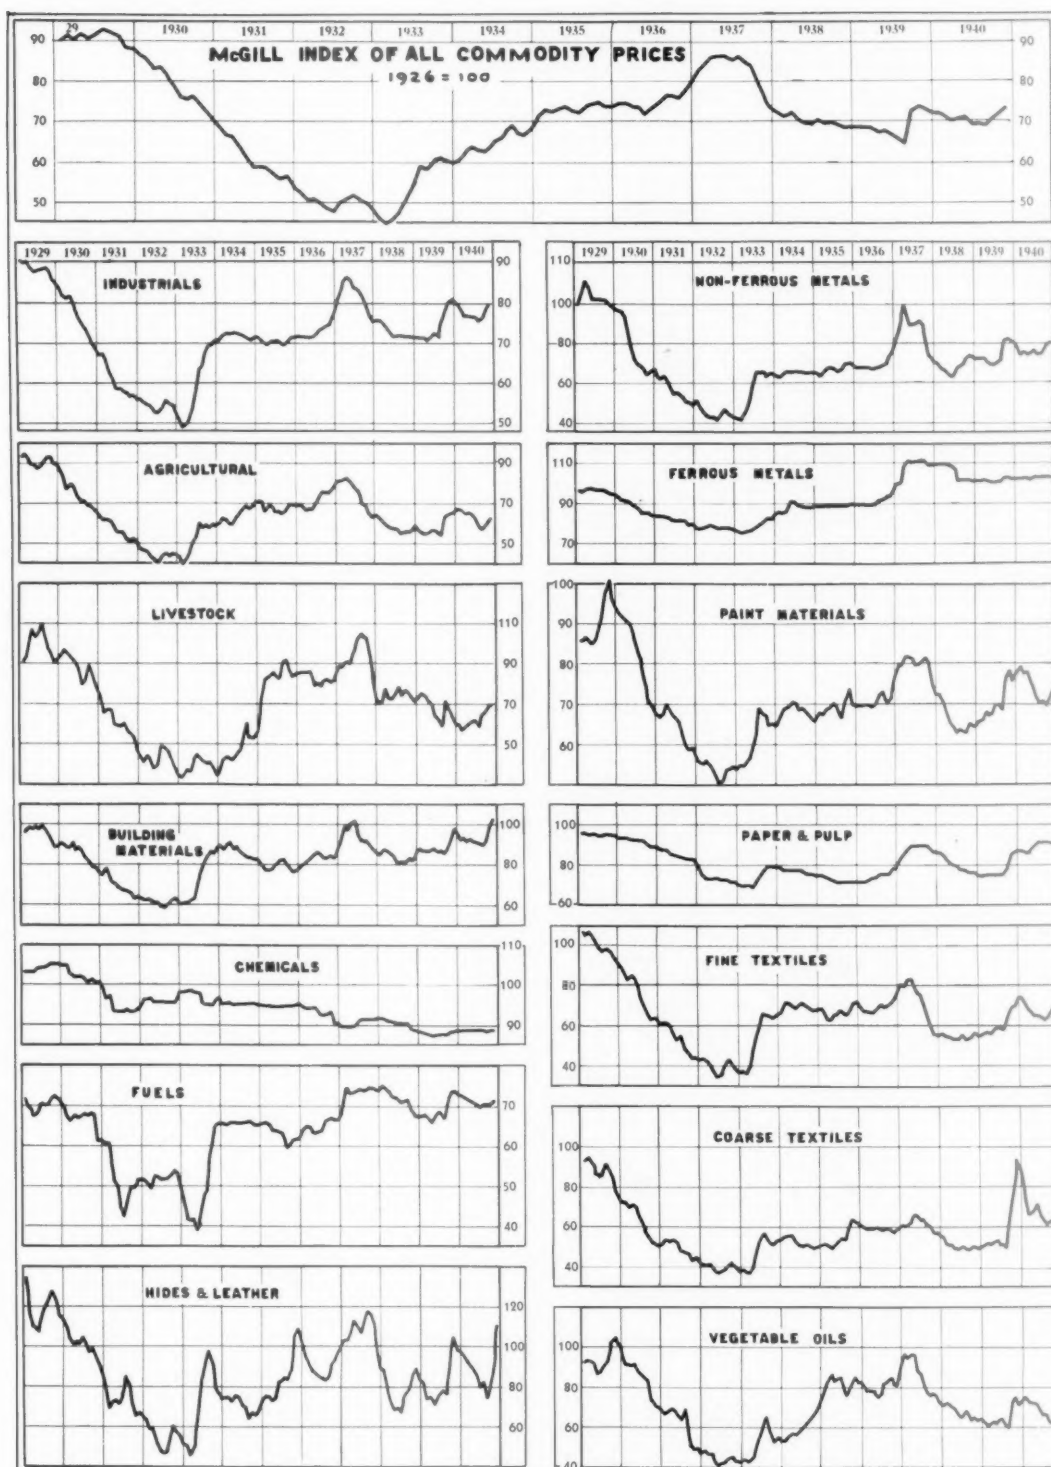 29 1930 1931 1932 1933 1934 1935 1936 1937 1938 1939 1940
McGILL INDEX OF ALL COMMODITY PRICES
1926 = 100
90 90
80 80
70 70
60 60
50 50
1929 1930 1931 1932 1933 1934 1935 1936 1937 1938 1939 1940
INDUSTRIALS
90
80
70
60
50
AGRICULTURAL
90
70
50
LIVESTOCK
110
90
70
50
BUILDING
MATERIALS
100
80
60
CHEMICALS
110
100
90
FUELS
70
60
50
40
HIDES & LEATHER
120
100
80
60
1929 1930 1931 1932 1933 1934 1935 1936 1937 1938 1939 1940
NON-FERROUS METALS
110
100
80
60
40
FERROUS METALS
110
90
70
PAINT MATERIALS
100
90
80
70
60
PAPER & PULP
100
80
60
FINE TEXTILES
100
80
60
40
COARSE TEXTILES
100
80
60
40
VEGETABLE OILS
100
80
60
40